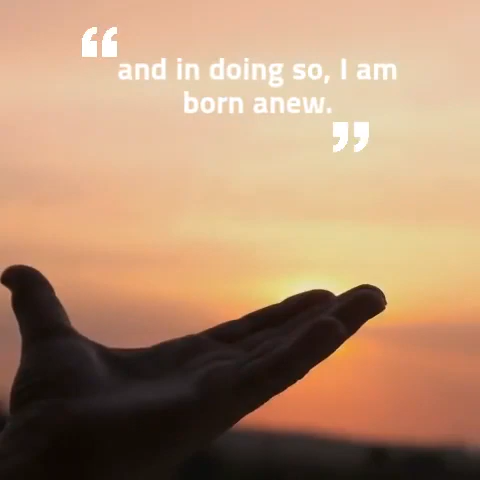 “and in doing so, I am
born anew.”